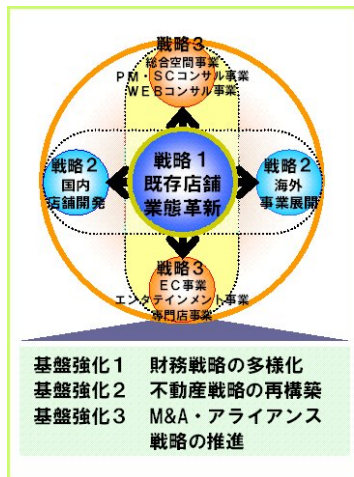 戦略3
総合空間事業
PM・SCコンサル事業
WEBコンサル事業
戦略2
国内
店舗開発
戦略1
既存店舗
業態革新
戦略2
海外
事業展開
戦略3
EC事業
エンタテインメント事業
専門店事業
基盤強化1 財務戦略の多様化
基盤強化2 不動産戦略の再構築
基盤強化3 M&A・アライアンス
戦略の推進